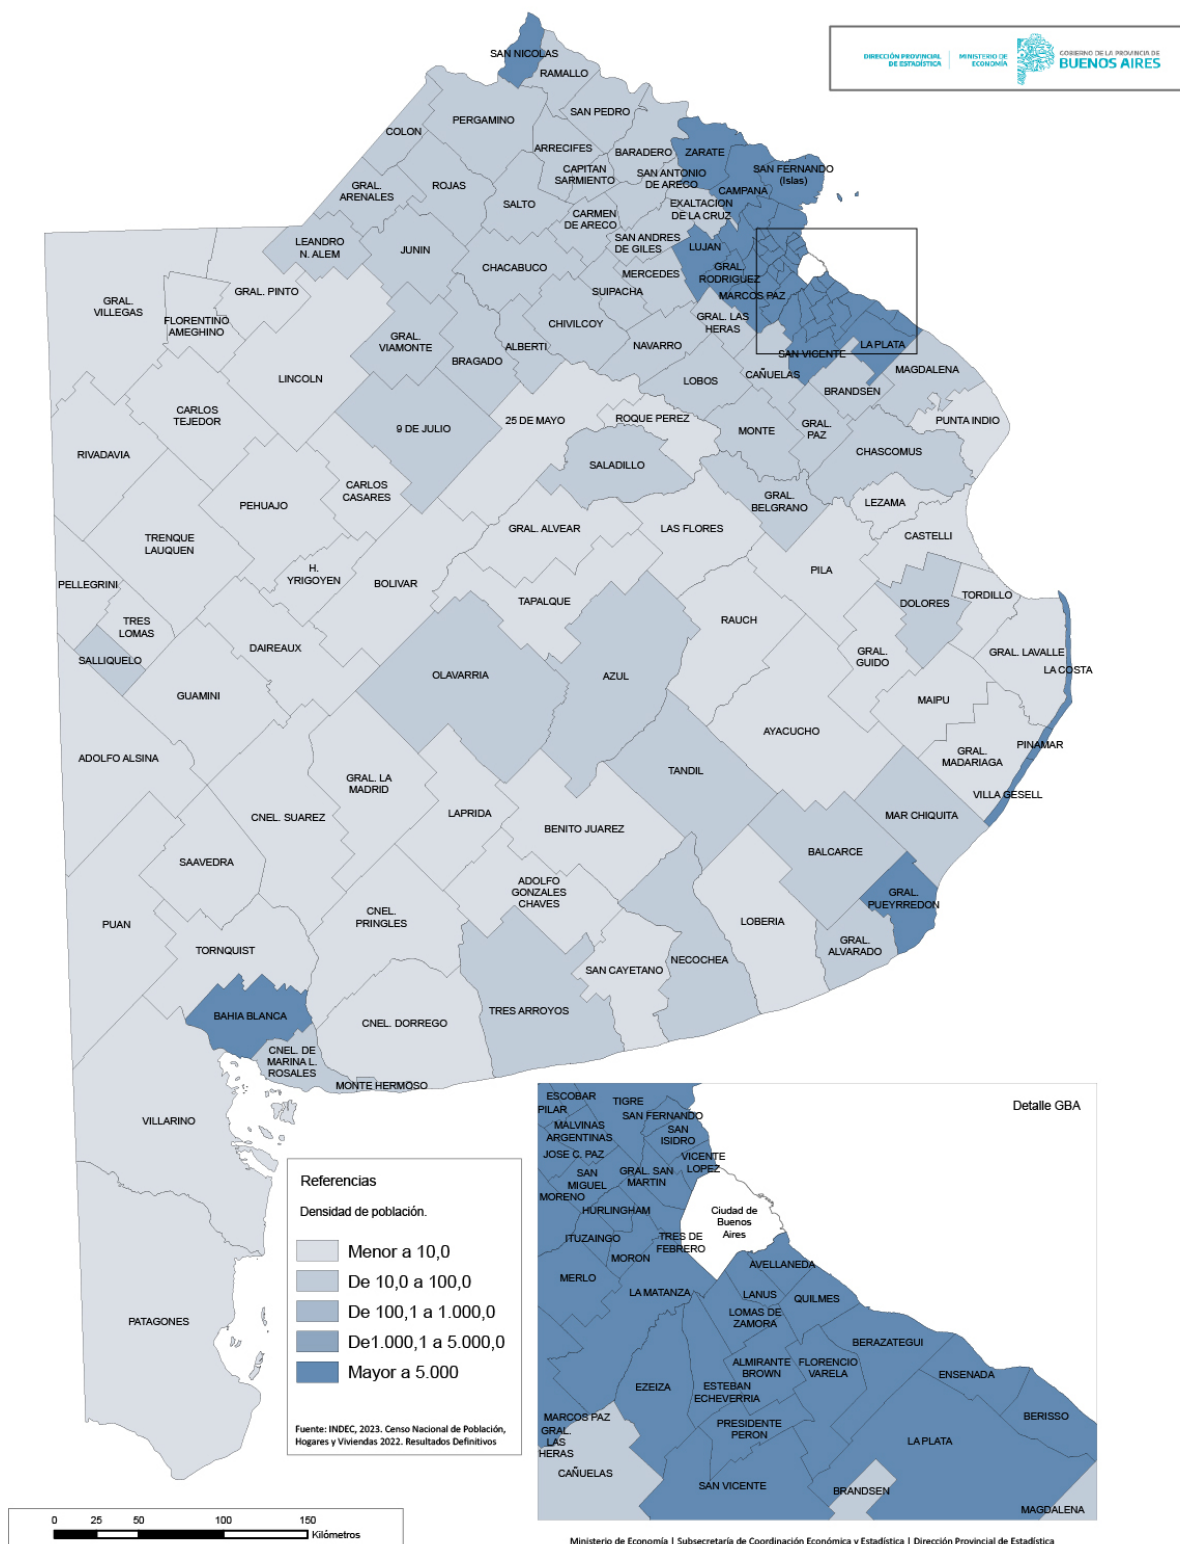 DIRECCIÓN PROVINCIAL
DE ESTADÍSTICA
MINISTERIO DE
ECONOMÍA
GOBIERNO DE LA PROVINCIA DE
BUENOS AIRES
SAN NICOLAS
RAMALLO
SAN PEDRO
PERGAMINO
COLON
ARRECIFES
BARADERO
ZARATE
SAN FERNANDO
(Islas)
CAPITAN
SARMIENTO
SAN ANTONIO
DE ARECO
CAMPANA
GRAL.
ARENALES
ROJAS
SALTO
EXALTACION
DE LA CRUZ
CARMEN
DE ARECO
LEANDRO
N. ALEM
JUNIN
SAN ANDRES
DE GILES
LUJAN
CHACABUCO
MERCEDES
GRAL.
RODRIGUEZ
SUIPACHA
MARCOS PAZ
GRAL.
VILLEGAS
GRAL. PINTO
FLORENTINO
AMEGHINO
CHIVILCOY
GRAL. LAS
HERAS
GRAL.
VIAMONTE
ALBERTI
NAVARRO
LA PLATA
SAN VICENTE
BRAGADO
CAÑUELAS
MAGDALENA
LINCOLN
LOBOS
BRANDSEN
CARLOS
TEJEDOR
25 DE MAYO
ROQUE PEREZ
PUNTA INDIO
9 DE JULIO
MONTE
GRAL.
PAZ
RIVADAVIA
SALADILLO
CHASCOMUS
PEHUAJO
CARLOS
CASARES
GRAL.
BELGRANO
LEZAMA
GRAL. ALVEAR
LAS FLORES
CASTELLI
TRENQUE
LAUQUEN
PELLEGRINI
H.
YRIGOYEN
BOLIVAR
PILA
TAPALQUE
DOLORES
TORDILLO
TRES
LOMAS
RAUCH
DAIREAUX
GRAL.
GUIDO
GRAL. LAVALLE
SALLIQUELO
LA COSTA
OLAVARRIA
AZUL
GUAMINI
MAIPU
AYACUCHO
PINAMAR
ADOLFO ALSINA
GRAL.
MADARIAGA
TANDIL
GRAL. LA
MADRID
VILLA GESELL
LAPRIDA
CNEL. SUAREZ
MAR CHIQUITA
BENITO JUAREZ
BALCARCE
SAAVEDRA
ADOLFO
GONZALES
CHAVES
GRAL.
PUEYRREDON
PUAN
CNEL.
PRINGLES
LOBERIA
TORNQUIST
GRAL.
ALVARADO
NECOCHEA
SAN CAYETANO
TRES ARROYOS
BAHIA BLANCA
CNEL. DORREGO
CNEL. DE
MARINA L.
ROSALES
MONTE HERMOSO
VILLARINO
PATAGONES
Referencias
Densidad de población.
Menor a 10,0
De 10,0 a 100,0
De 100,1 a 1.000,0
De1.000,1 a 5.000,0
Mayor a 5.000
Fuente: INDEC, 2023. Censo Nacional de Población,
Hogares y Viviendas 2022. Resultados Definitivos
0 25 50 100 150
Kilómetros
Detalle GBA
ESCOBAR
TIGRE
PILAR
SAN FERNANDO
MALVINAS
ARGENTINAS
SAN
ISIDRO
JOSE C. PAZ
VICENTE
LOPEZ
SAN
MIGUEL
GRAL. SAN
MARTIN
MORENO
HURLINGHAM
Ciudad de
Buenos
Aires
ITUZAINGO
TRES DE
FEBRERO
MORON
AVELLANEDA
MERLO
LA MATANZA
LANUS
QUILMES
LOMAS DE
ZAMORA
BERAZATEGUI
ALMIRANTE
BROWN
FLORENCIO
VARELA
ENSENADA
EZEIZA
ESTEBAN
ECHEVERRIA
BERISSO
MARCOS PAZ
GRAL.
LAS
HERAS
PRESIDENTE
PERON
LA PLATA
CAÑUELAS
SAN VICENTE
BRANDSEN
MAGDALENA
Ministerio de Economía | Subsecretaría de Coordinación Económica y Estadística | Dirección Provincial de Estadística